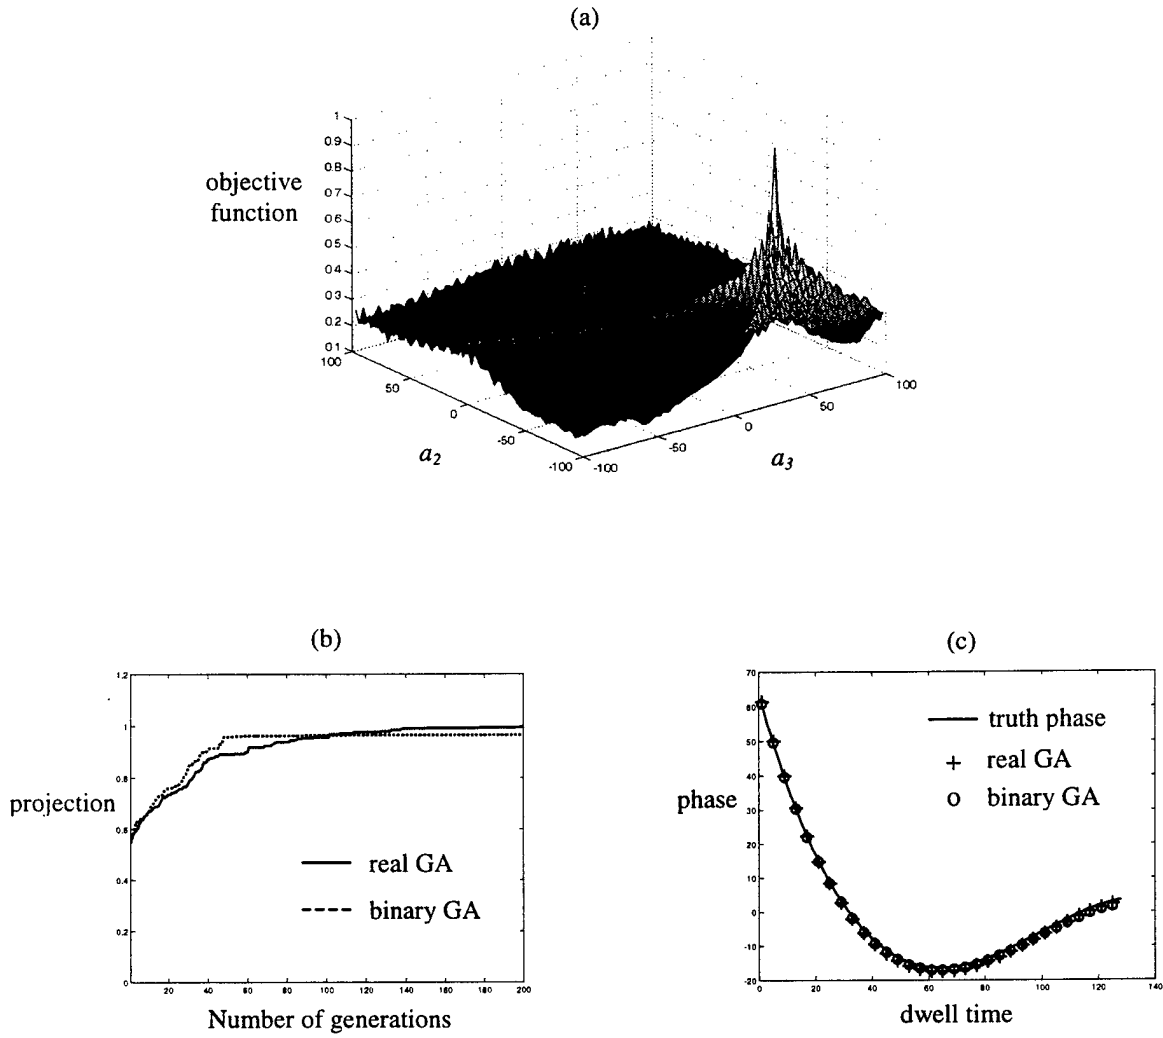 (a)
1
0.9
0.8
0.7
0.6
0.5
0.4
0.3
0.2
0.1
objective
function
100
50
0
-50
-100
a2
-100
-50
0
50
100
a3
(b)
1.2
1
0.8
0.6
0.4
0.2
0
projection
real GA
binary GA
20 40 60 80 100 120 140 160 180 200
Number of generations
(c)
70
60
50
40
30
20
10
0
-10
-20
phase
truth phase
real GA
binary GA
0 20 40 60 80 100 120 140
dwell time